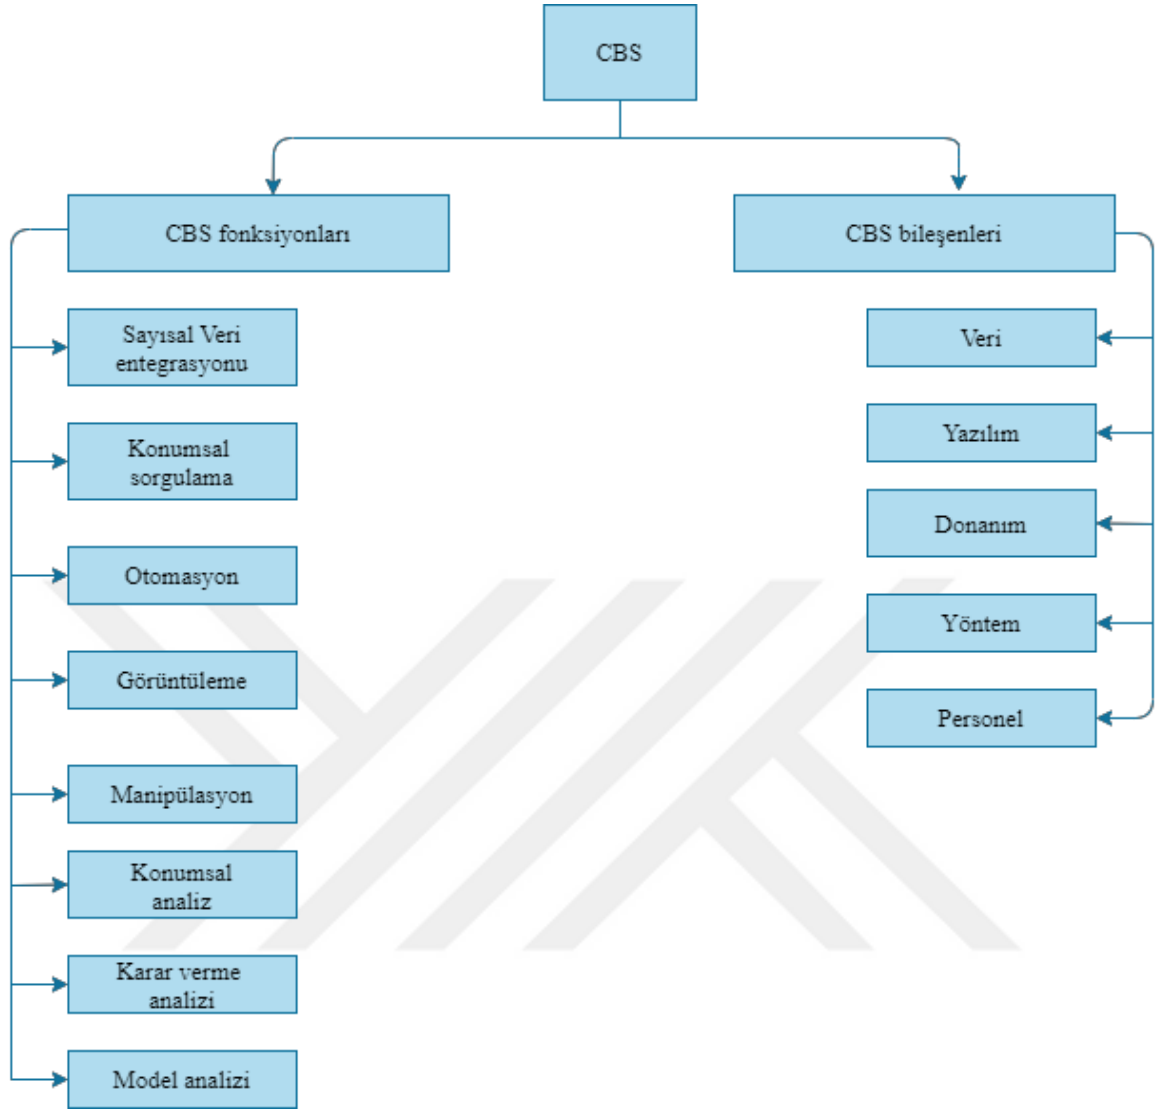 CBS
CBS fonksiyonları
Sayısal Veri
entegrasyonu
Konumsal
sorgulama
Otomasyon
Görüntüleme
Manipülasyon
Konumsal
analiz
Karar verme
analizi
Model analizi
CBS bileşenleri
Veri
Yazılım
Donanım
Yöntem
Personel